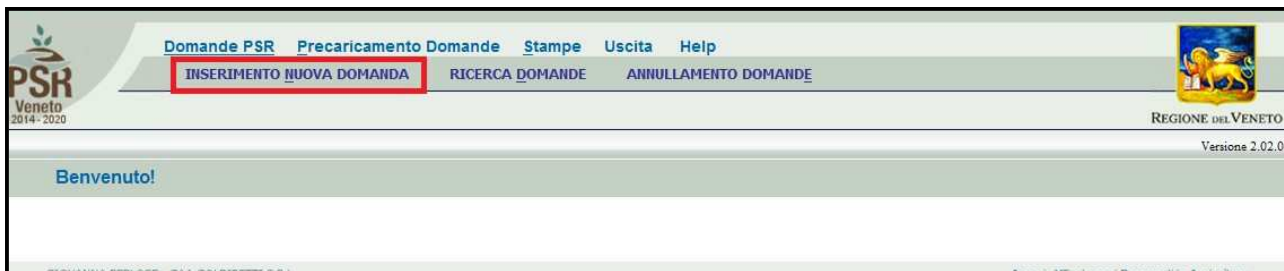 Domande PSR Precaricamento Domande Stampe Uscita Help
INSERIMENTO NUOVA DOMANDA RICERCA DOMANDE ANNULLAMENTO DOMANDE
PSR
Veneto
2014-2020
REGIONE DEL VENETO
Versione 2.02.0
Benvenuto!